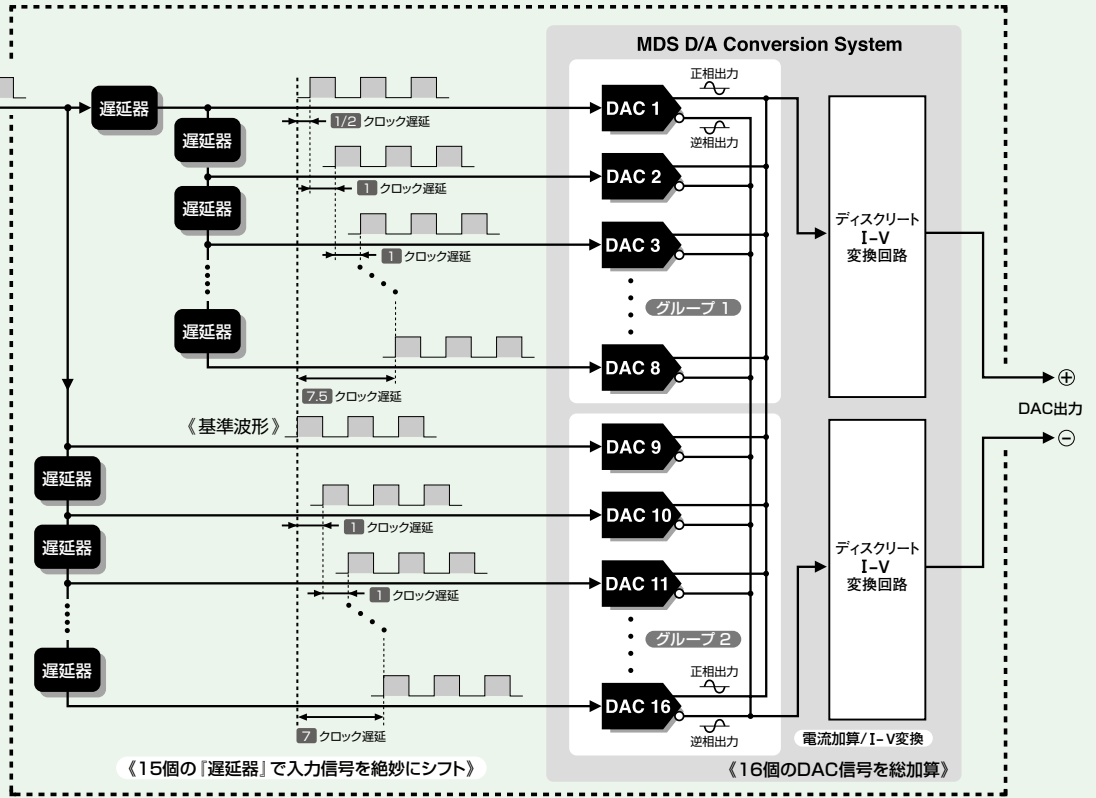 MDS D/A Conversion System
正相出力
遅延器
DAC 1
1/2 クロック遅延
逆相出力
遅延器
DAC 2
1 クロック遅延
遅延器
DAC 3
ディスクリート
I-V
変換回路
1 クロック遅延
グループ 1
遅延器
DAC 8
7.5 クロック遅延
⊕
DAC出力
⊖
《基準波形》
DAC 9
遅延器
DAC 10
1 クロック遅延
遅延器
ディスクリート
I-V
変換回路
DAC 11
1 クロック遅延
グループ 2
遅延器
正相出力
DAC 16
7 クロック遅延
逆相出力
電流加算/I-V変換
《15個の『遅延器』で入力信号を絶妙にシフト》
《16個のDAC信号を総加算》